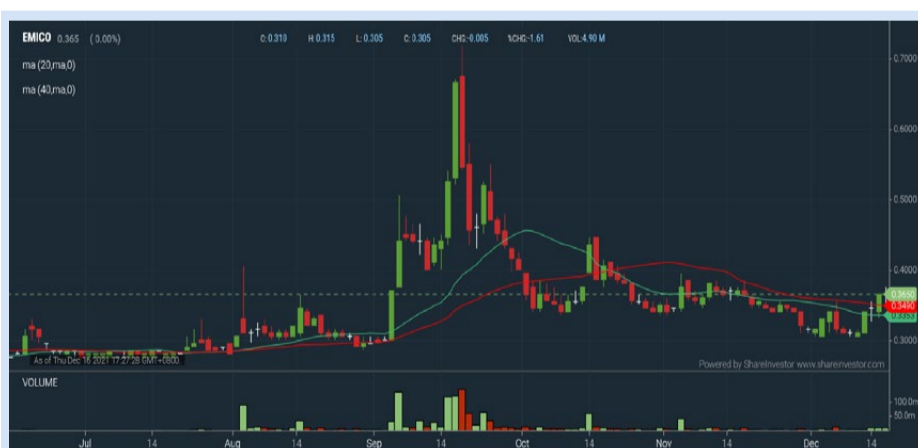 EMICO 0.365 ( 0.00%) O: 0.310 H: 0.315 L: 0.305 C: 0.305 CHG:-0.005 %CHG:-1.61 VOL:4.90 M
ma (20,ma,0)
ma (40,ma,0)
0.7000
0.6000
0.5000
0.4000
0.3650
0.3490
0.3353
0.3000
As of Thu Dec 16 2021 17:27:28 GMT+0800
Powered by ShareInvestor www.shareinvestor.com
VOLUME
100.0m
50.0m
Jul 14 Aug 14 Sep 14 Oct 14 Nov 14 Dec 14